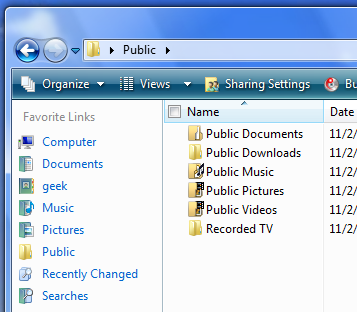 Public
Organize Views Sharing Settings
Favorite Links
Computer
Documents
geek
Music
Pictures
Public
Recently Changed
Searches
Name Date
Public Documents 11/2/
Public Downloads 11/2/
Public Music 11/2/
Public Pictures 11/2/
Public Videos 11/2/
Recorded TV 11/2/